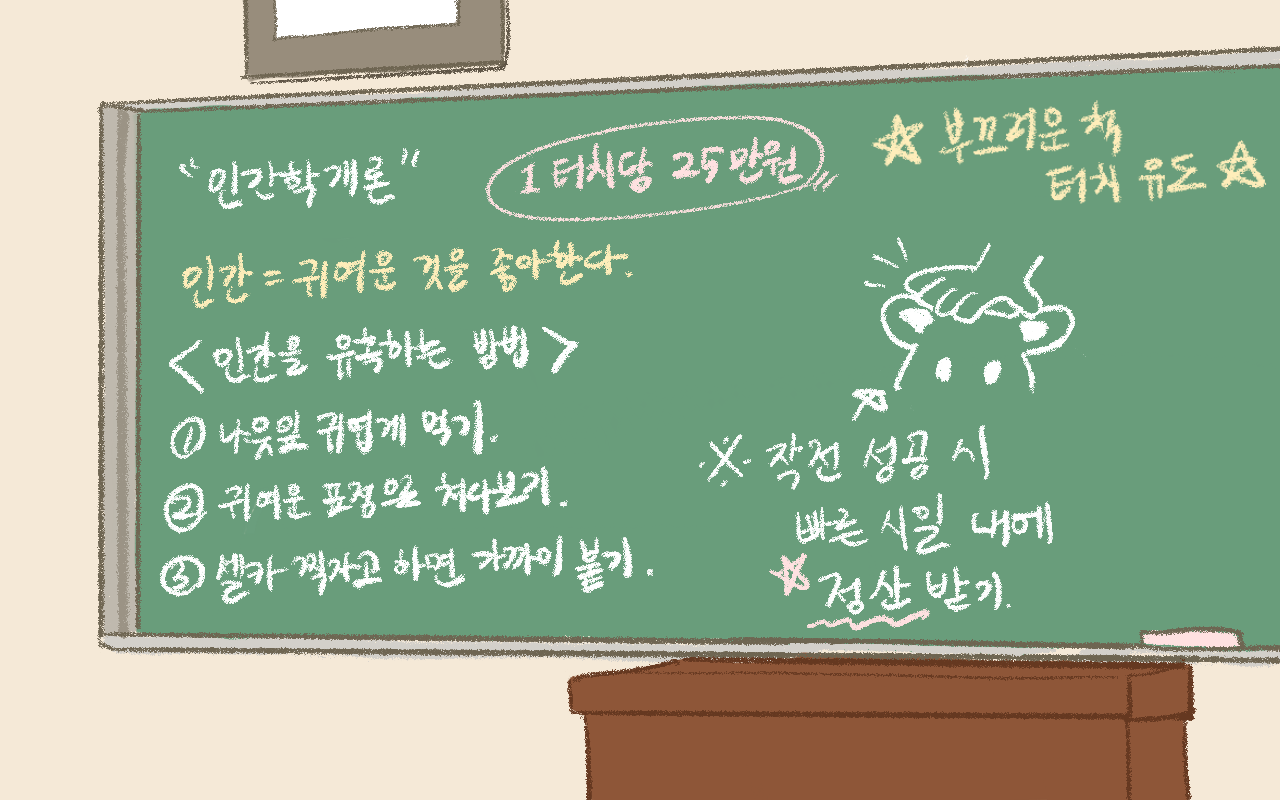 "인간학개론"
1 터치당 25만원
☆ 부끄러운 척
터치 유도 ☆
인간 = 귀여운 것을 좋아한다.
<인간을 유혹하는 방법>
① 나뭇잎 귀엽게 먹기.
② 귀여운 표정으로 쳐다보기.
③ 셀카 찍자고 하면 가까이 붙기.
※ 작전 성공 시
빠른 시일 내에
☆ 정산 받기.